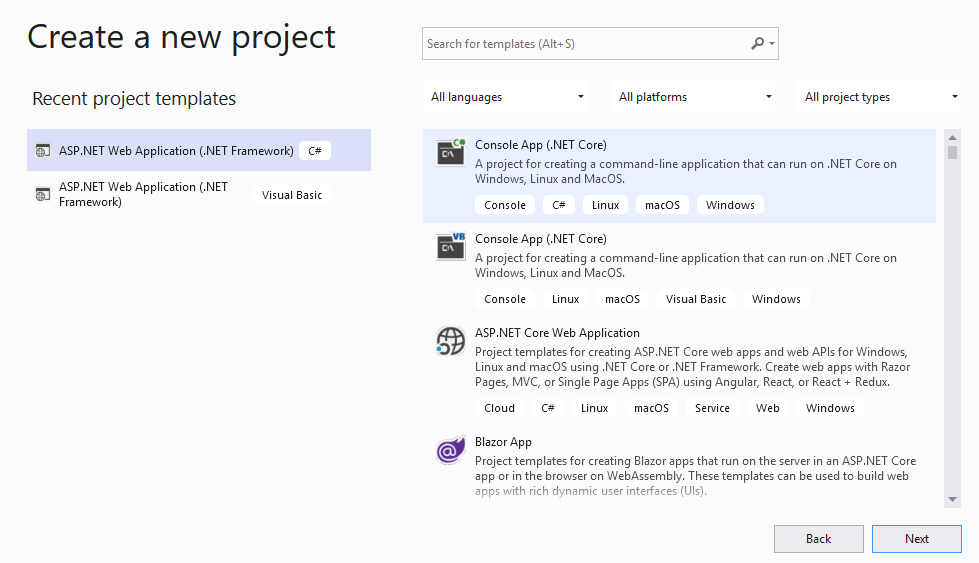 Create a new project
Search for templates (Alt+S)
Recent project templates
All languages
All platforms
All project types
ASP.NET Web Application (.NET Framework) C#
ASP.NET Web Application (.NET
Framework)
Visual Basic
C#
Console App (.NET Core)
A project for creating a command-line application that can run on .NET Core on
Windows, Linux and MacOS.
Console C# Linux macOS Windows
VB
Console App (.NET Core)
A project for creating a command-line application that can run on .NET Core on
Windows, Linux and MacOS.
Console Linux macOS Visual Basic Windows
ASP.NET Core Web Application
Project templates for creating ASP.NET Core web apps and web APIs for Windows,
Linux and macOS using .NET Core or .NET Framework. Create web apps with Razor
Pages, MVC, or Single Page Apps (SPA) using Angular, React, or React + Redux.
Cloud C# Linux macOS Service Web Windows
@
Blazor App
Project templates for creating Blazor apps that run on the server in an ASP.NET Core
app or in the browser on WebAssembly. These templates can be used to build web
apps with rich dynamic user interfaces (UIs).
Back
Next